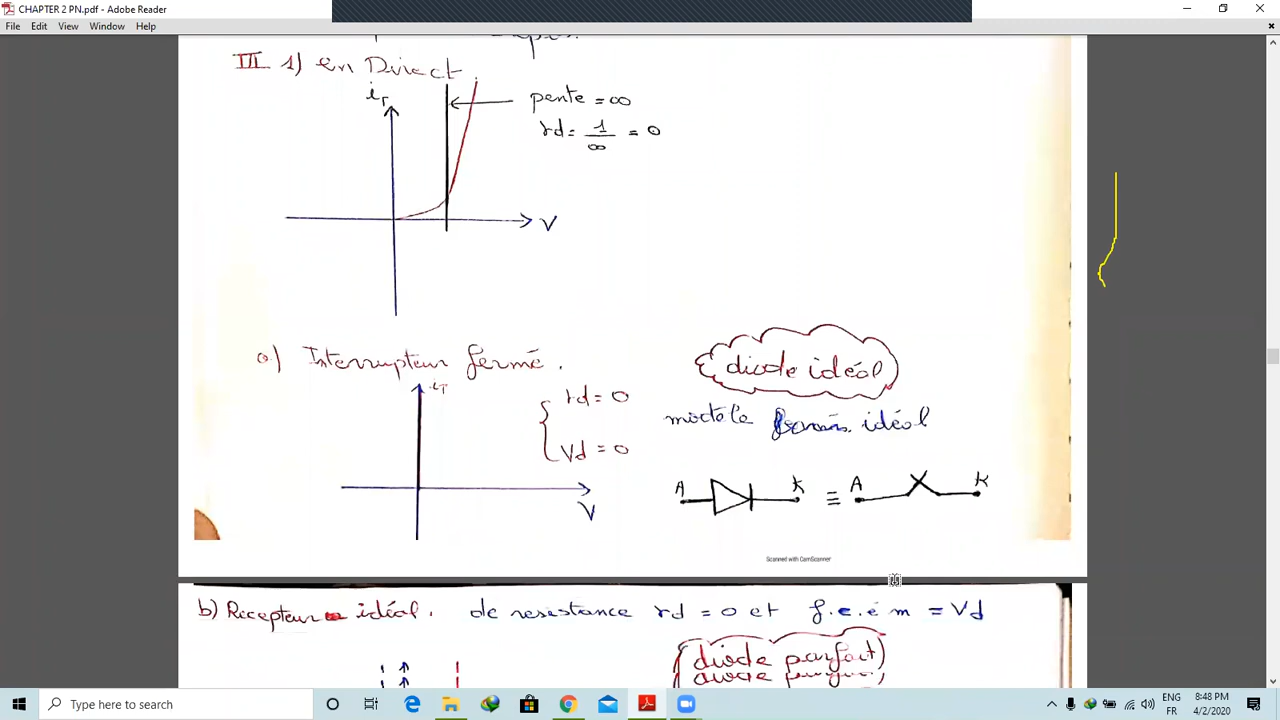 CHAPTER 2 PN.pdf - Adobe Reader
File Edit View Window Help
III 1) en Direct.
iT
pente = ∞
rd = 1/∞ = 0
V
a) Interrupteur fermé.
iT
rd = 0
Vd = 0
V
diode idéal
modèle idéal
A K ≡ A K
Scanned with CamScanner
b) Recepteur idéal. de resistance rd = 0 et f.c.é m = Vd
diode parfait
Type here to search
ENG
FR
8:48 PM
4/2/2020